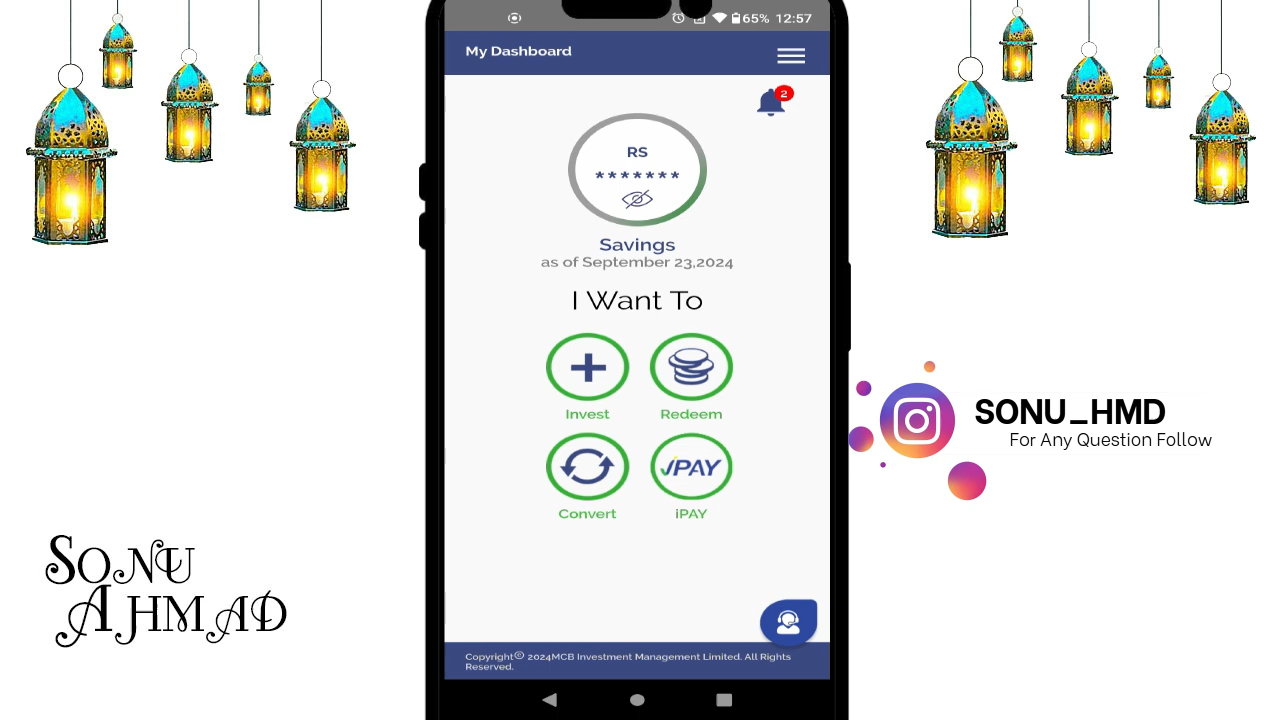 65% 12:57
My Dashboard
2
RS
*******
Savings
as of September 23,2024
I Want To
Invest
Redeem
Convert
iPAY
iPAY
Copyright© 2024MCB Investment Management Limited. All Rights
Reserved.
SONU_HMD
For Any Question Follow
SONU
AHMAD